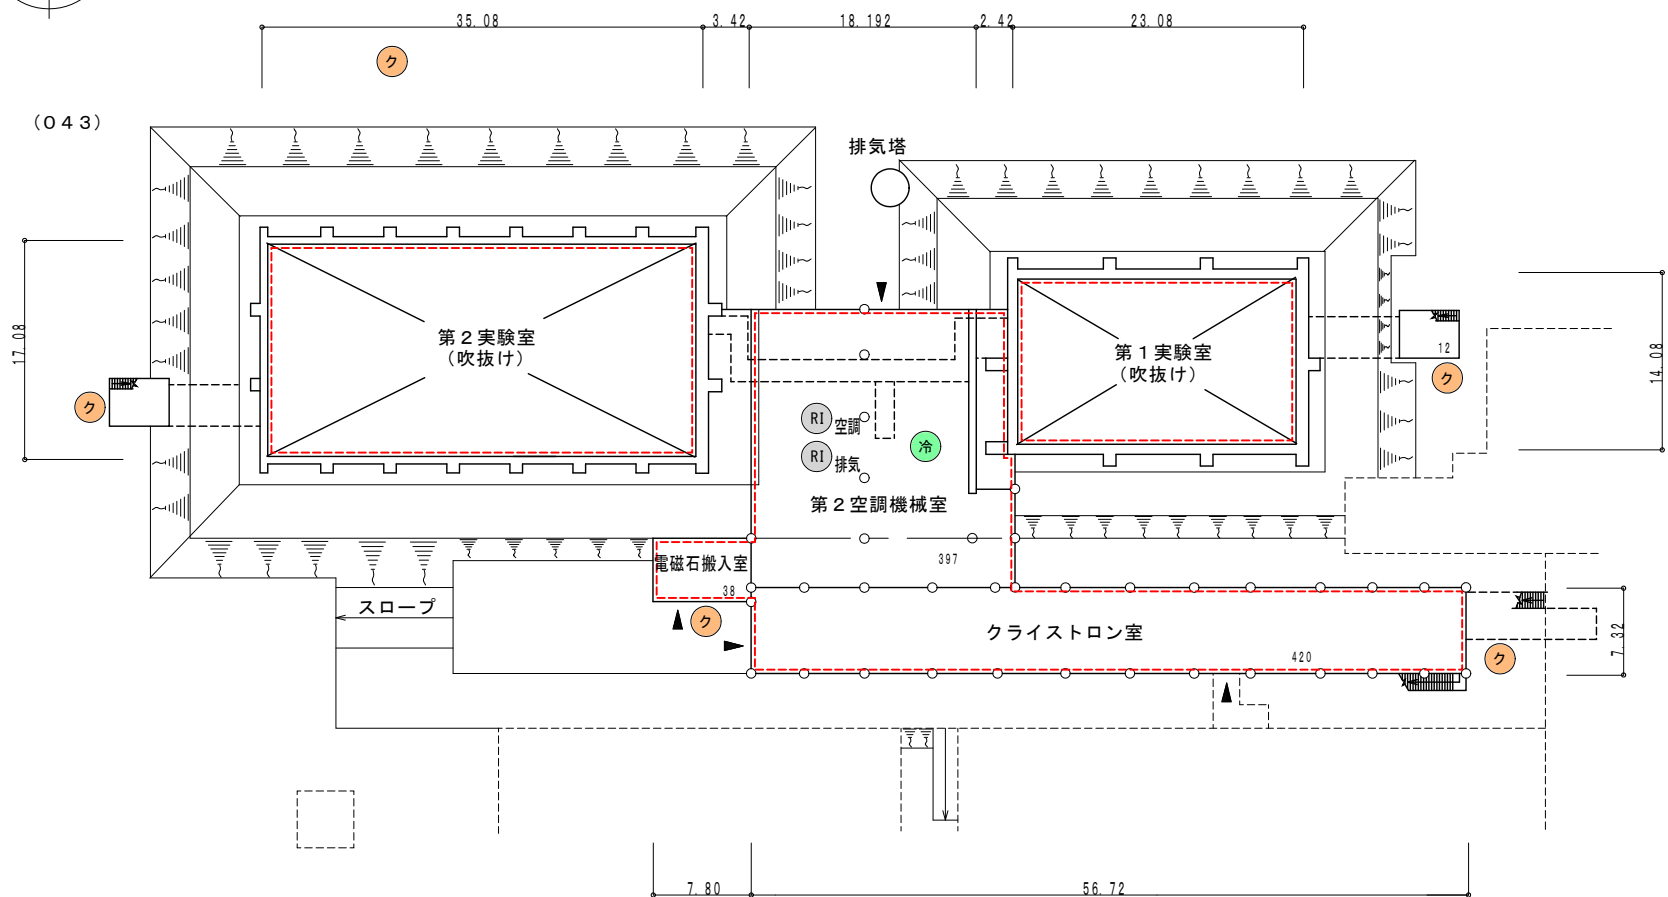 35.08
3.42
18.192
2.42
23.08
ク
(043)
排気塔
17.08
第2実験室
(吹抜け)
第1実験室
(吹抜け)
12
ク
14.08
ク
RI 空調
RI 排気
冷
第2空調機械室
397
電磁石搬入室
38
スロープ
ク
クライストロン室
420
ク
7.32
7.80
56.72